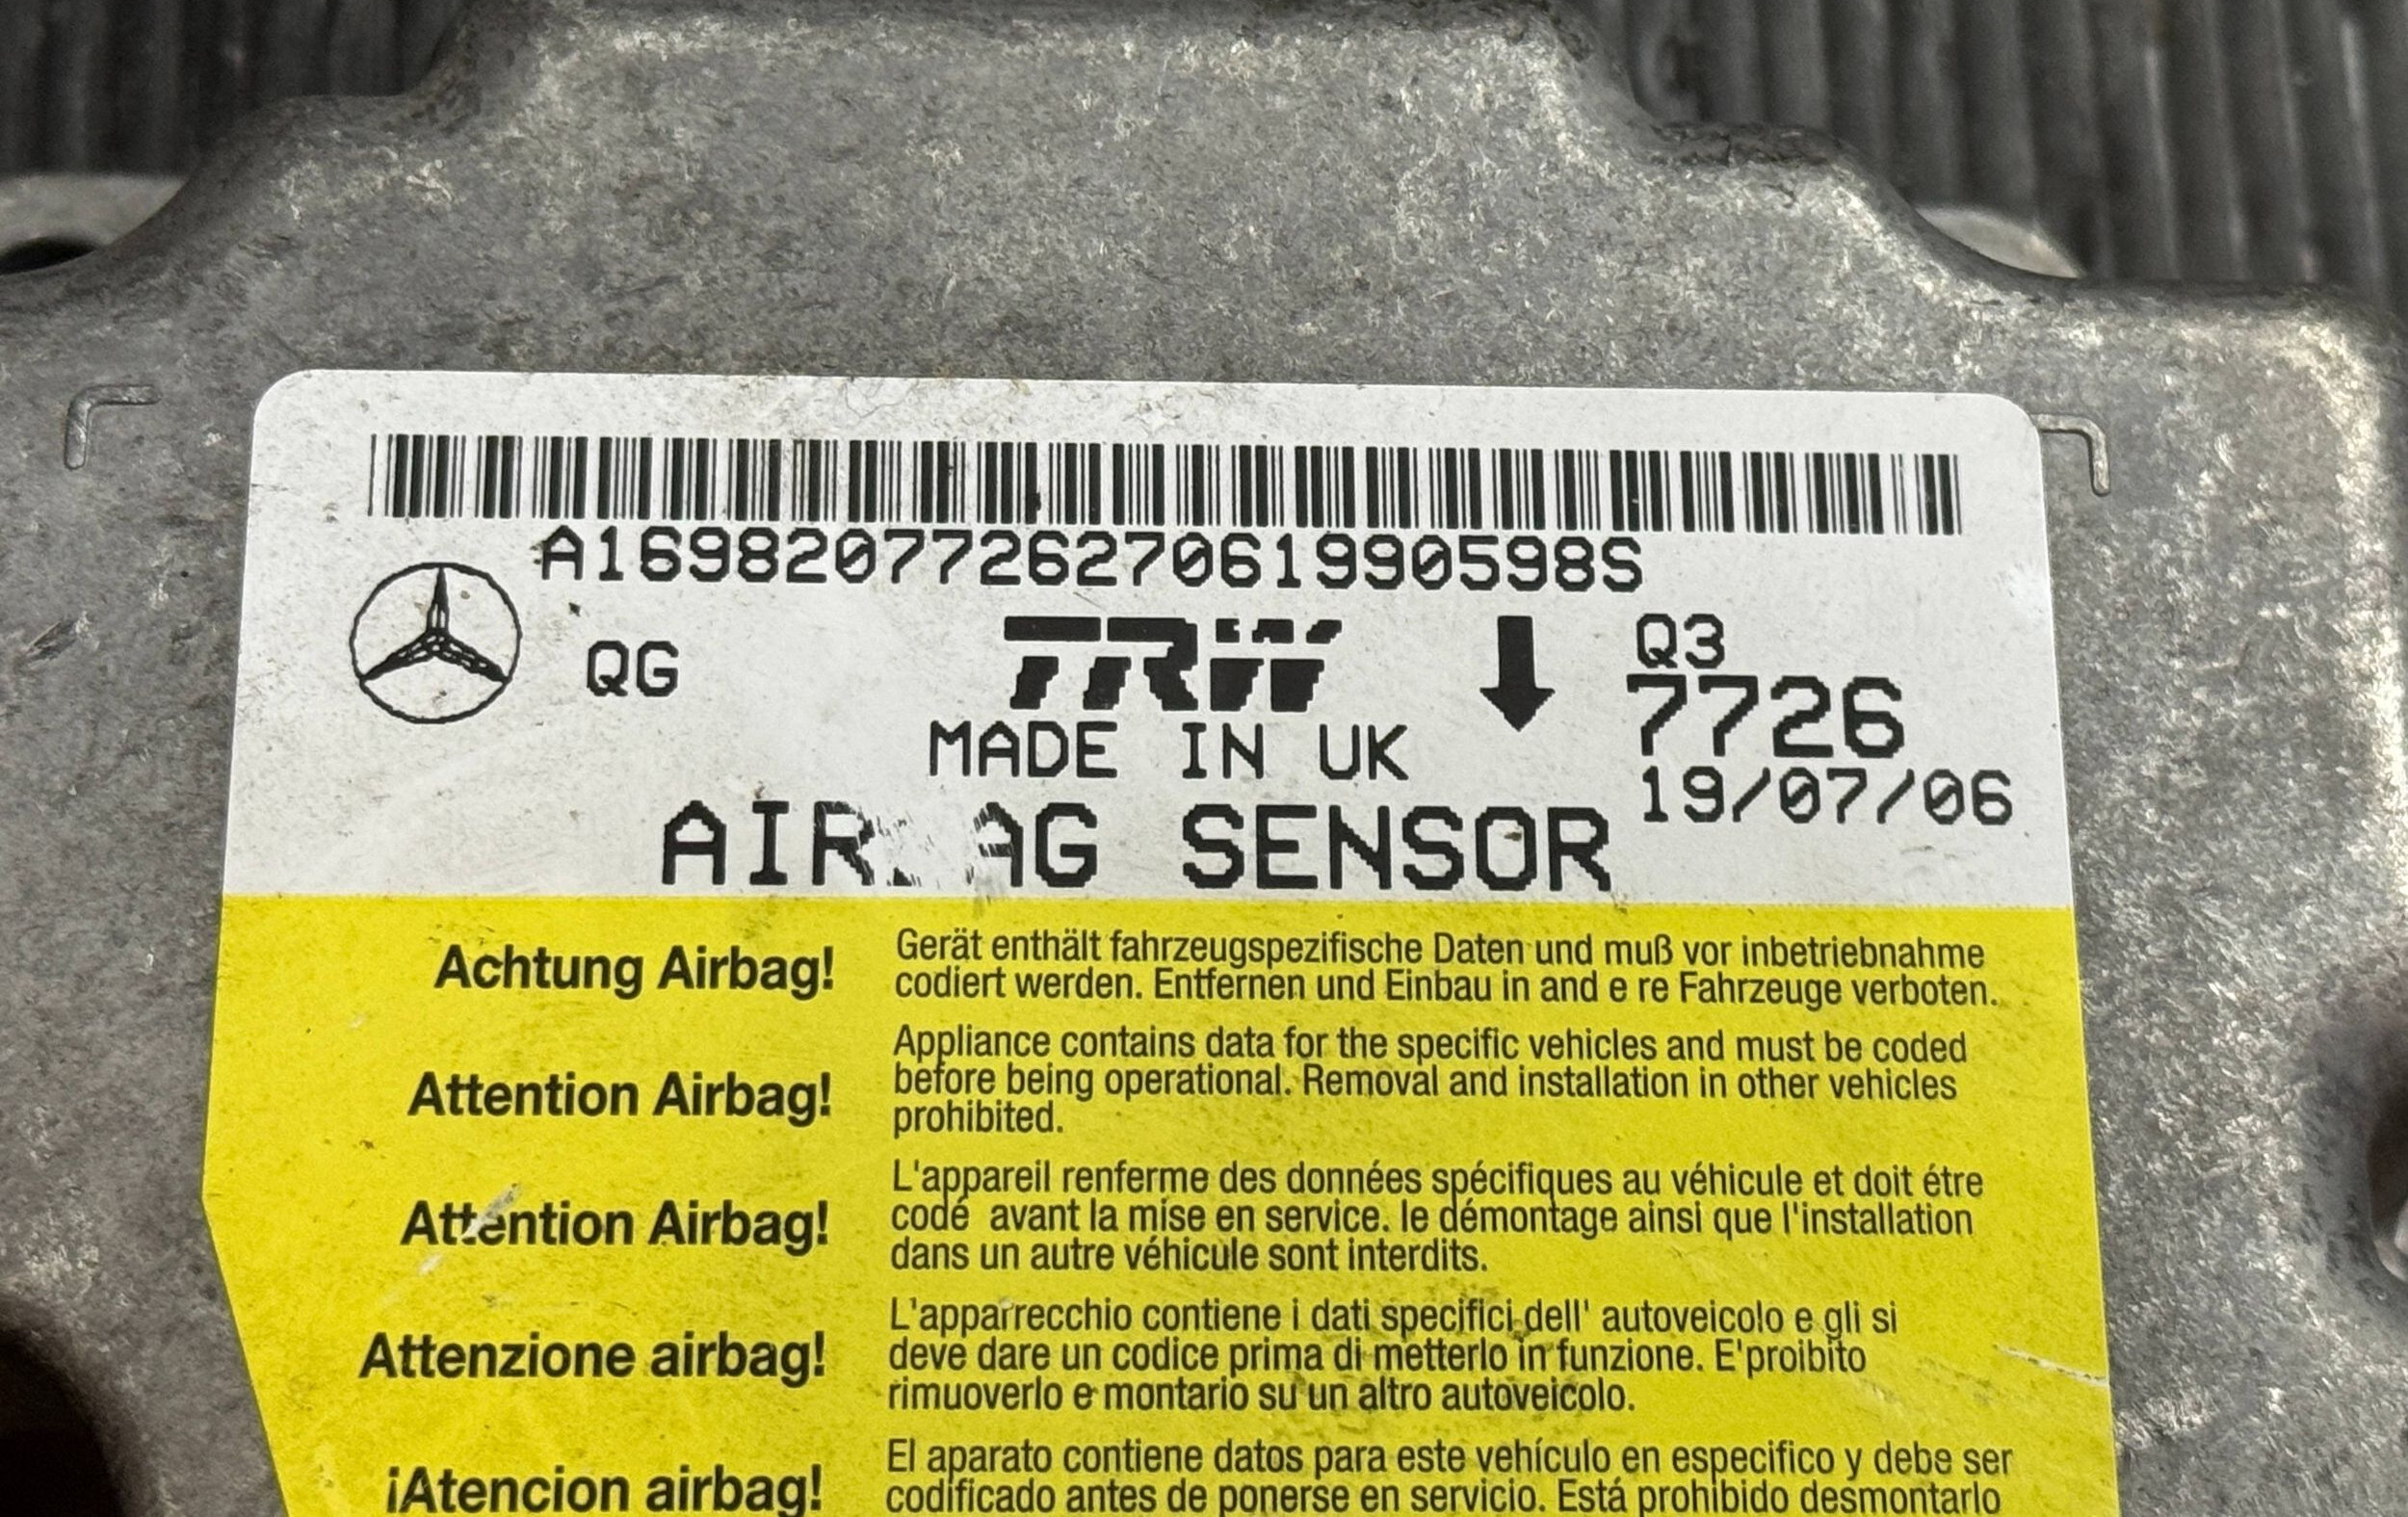 A1698207726270619990598S
QG
TRW
Q3
7726
MADE IN UK
19/07/06
SENSOR
Achtung Airbag!
Gerät enthält fahrzeugspezifische Daten und muß vor inbetriebnahme
codiert werden. Entfernen und Einbau in and e re Fahrzeuge verboten.
Attention Airbag!
Appliance contains data for the specific vehicles and must be coded
before being operational. Removal and installation in other vehicles
prohibited.
Attention Airbag!
L'appareil renferme des données spécifiques au véhicule et doit étre
codé avant la mise en service. le démontage ainsi que l'installation
dans un autre véhicule sont interdits.
Attenzione airbag!
L'apparrecchio contiene i dati specifici dell' autoveicolo e gli si
deve dare un codice prima di metterlo in funzione. E'proibito
rimuoverlo e montario su un altro autoveicolo.
¡Atencion airbag!
El aparato contiene datos para este vehículo en especifico y debe ser
codificado antes de ponerse en servicio. Está prohibido desmontarlo